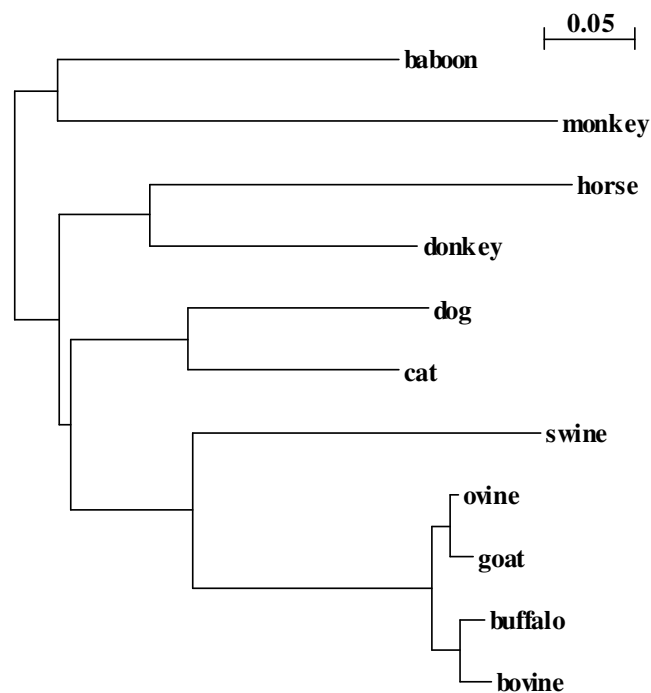 0.05
baboon
monkey
horse
donkey
dog
cat
swine
ovine
goat
buffalo
bovine